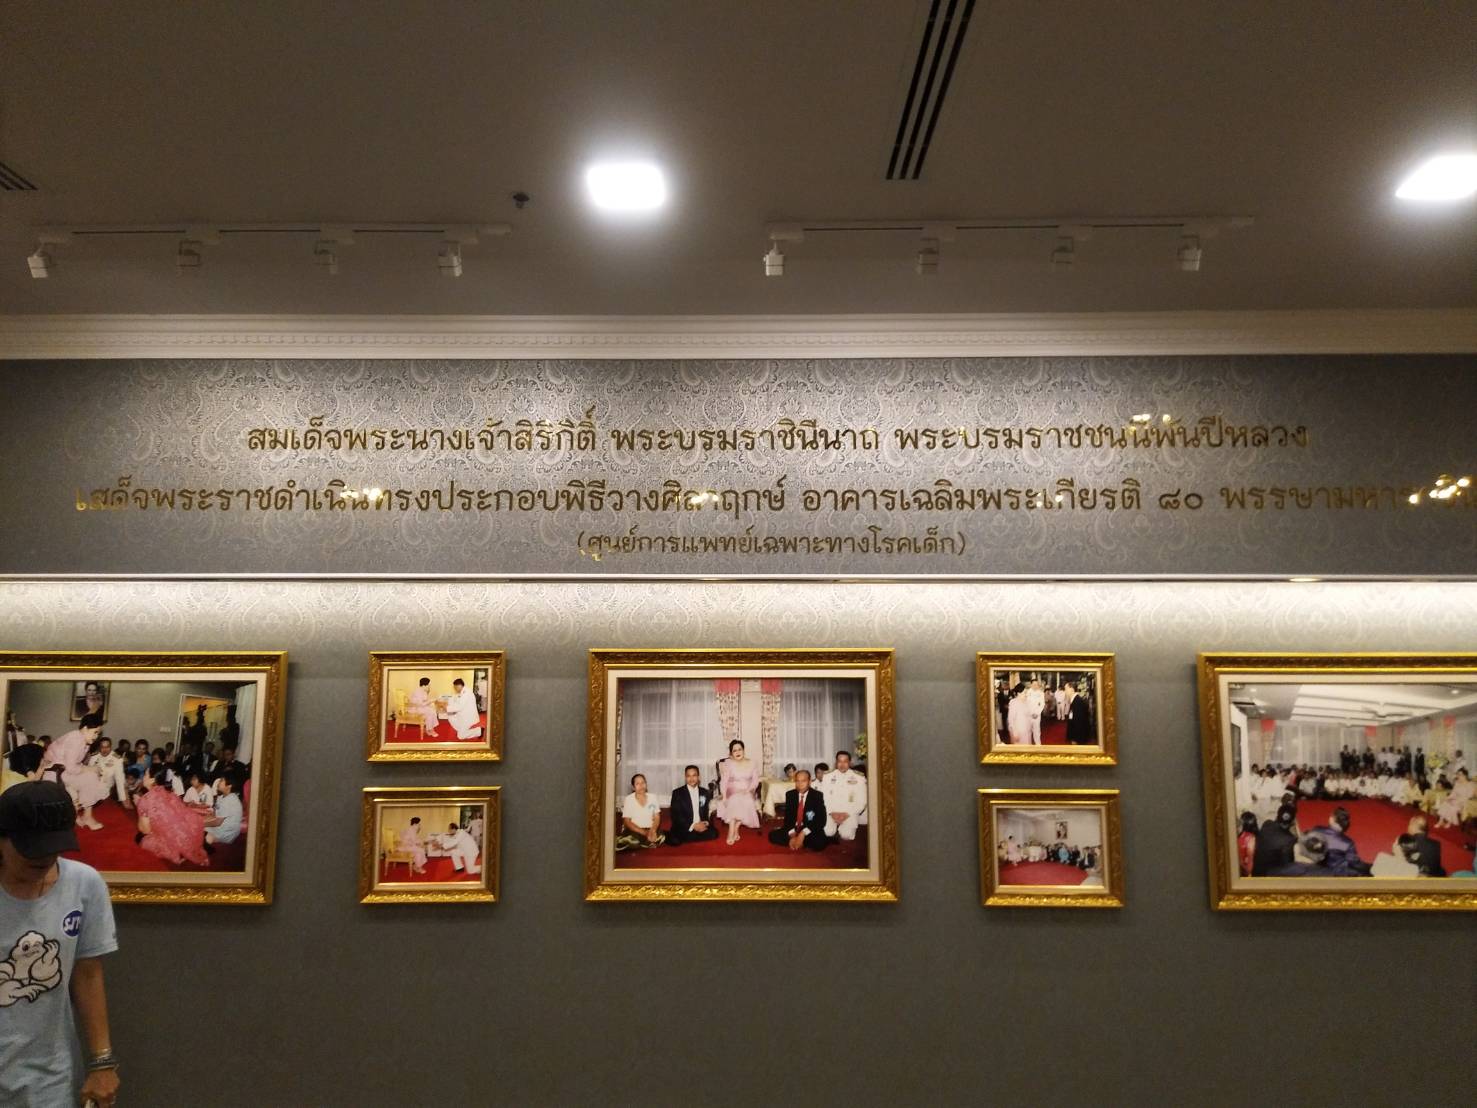 สมเด็จพระนางเจ้าสิริกิติ์ พระบรมราชินีนาถ พระบรมราชชนนีพันปีหลวง
เสด็จพระราชดำเนินทรงประกอบพิธีวางศิลาฤกษ์ อาคารเฉลิมพระเกียรติ ๘๐ พรรษามหาราชินี
(ศูนย์การแพทย์เฉพาะทางโรคเด็ก)